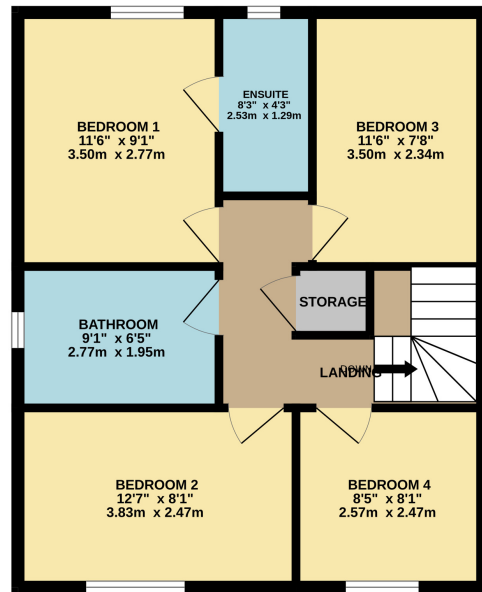 ENSUITE
8'3" x 4'3"
2.53m x 1.29m
BEDROOM 1
11'6" x 9'1"
3.50m x 2.77m
BEDROOM 3
11'6" x 7'8"
3.50m x 2.34m
STORAGE
BATHROOM
9'1" x 6'5"
2.77m x 1.95m
DOWN
LANDING
BEDROOM 2
12'7" x 8'1"
3.83m x 2.47m
BEDROOM 4
8'5" x 8'1"
2.57m x 2.47m